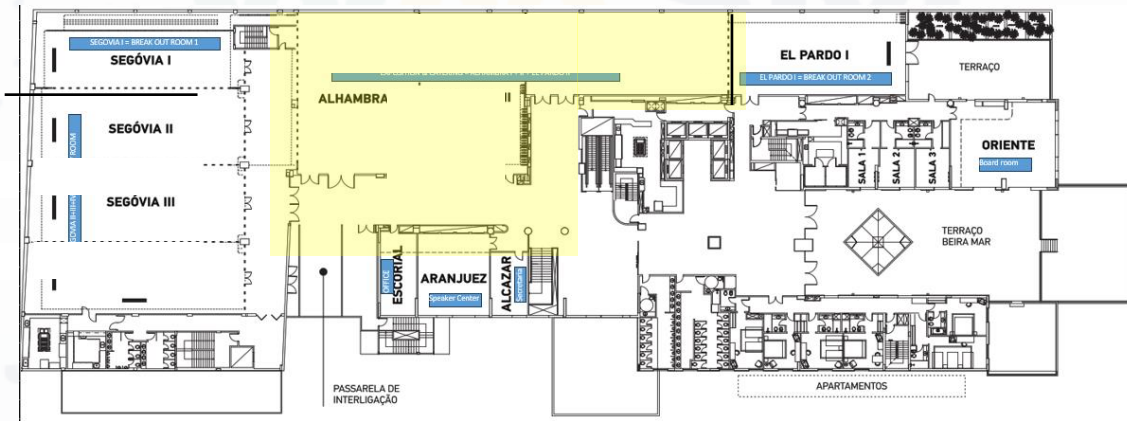 SEGOVIA I = BREAK OUT ROOM 1
SEGÓVIA I
EL PARDO I
EL PARDO I = BREAK OUT ROOM 2
TERRAÇO
ALHAMBRA
II
SEGÓVIA II
ROOM
ORIENTE
Board room
SALA 1
SALA 2
SALA 3
SEGÓVIA III
TERRAÇO
BEIRA MAR
OFFICE
ESCORIAL
ARANJUEZ
Speaker Center
ALCAZAR
Secretaria
PASSARELA DE
INTERLIGAÇÃO
APARTAMENTOS